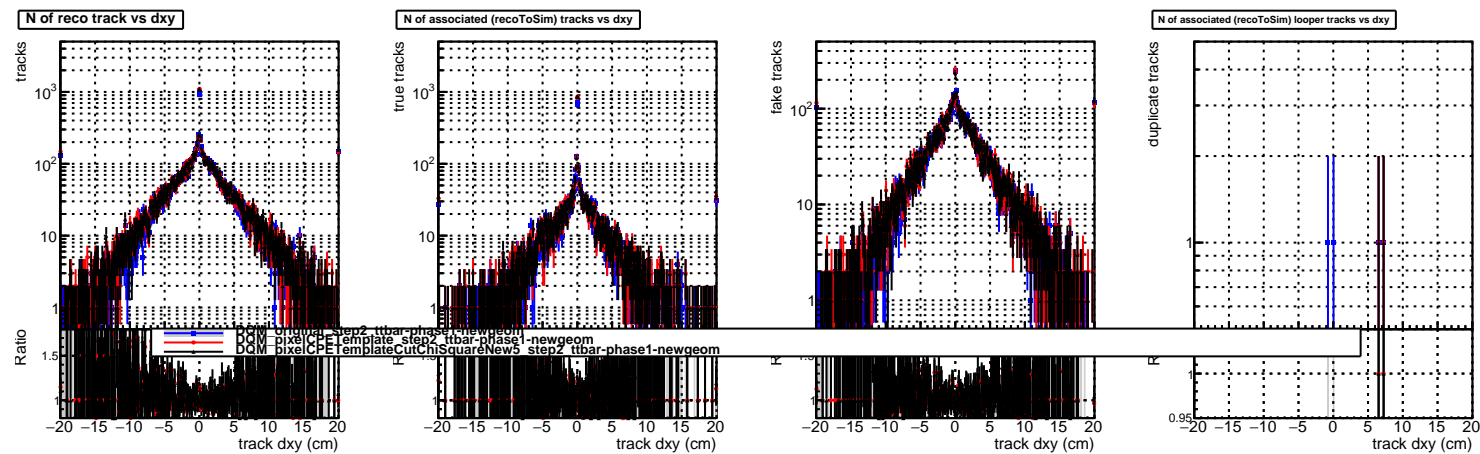 N of reco track vs dxy
N of associated (recoToSim) tracks vs dxy
N of associated (recoToSim) looper tracks vs dxy
tracks
10³
10²
10
1
true tracks
10³
10²
10
1
fake tracks
10²
10
1
duplicate tracks
1
DQM_original_step2_ttbar-phase1-newgeom
DQM_pixelCPETemplate_step2_ttbar-phase1-newgeom
DQM_pixelCPETemplateCutChiSquareNew5_step2_ttbar-phase1-newgeom
Ratio
1.5
1
1
1
1
0.95
−20 −15 −10 −5 0 5 10 15 20
track dxy (cm)
−20 −15 −10 −5 0 5 10 15 20
track dxy (cm)
−20 −15 −10 −5 0 5 10 15 20
track dxy (cm)
−20 −15 −10 −5 0 5 10 15 20
track dxy (cm)